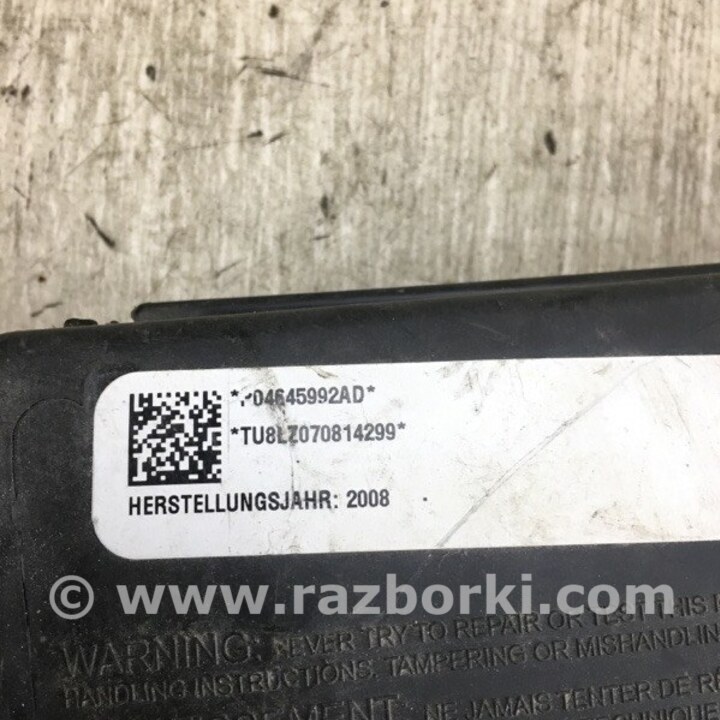 *P04645992AD*
*TU8LZ070814299*
HERSTELLUNGSJAHR: 2008
© www.razborki.com
WARNING: NEVER TRY TO REPAIR OR TEST THIS
HANDLING INSTRUCTIONS. TAMPERING OR MISHANDLIN
NE JAMAIS TENTER DE RE